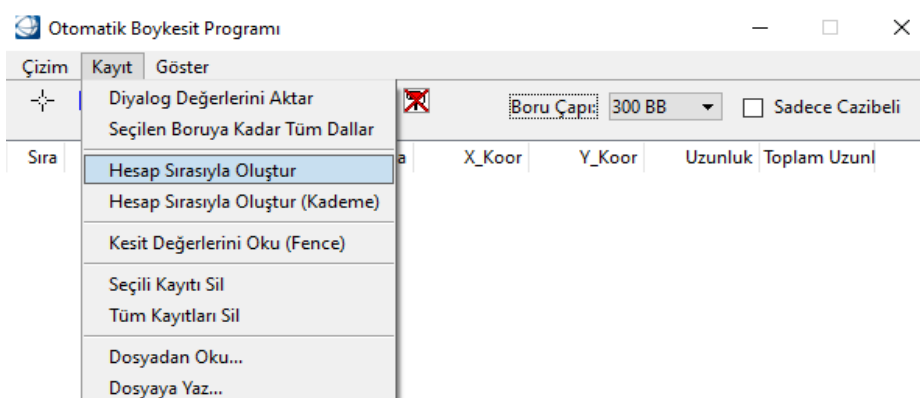 Otomatik Boykesit Programı
Çizim Kayıt Göster
Boru Çapı: 300 BB Sadece Cazibeli
Sıra a X_Koor Y_Koor Uzunluk Toplam Uzunl
Diyalog Değerlerini Aktar
Seçilen Boruya Kadar Tüm Dallar
Hesap Sırasıyla Oluştur
Hesap Sırasıyla Oluştur (Kademe)
Kesit Değerlerini Oku (Fence)
Seçili Kayıtı Sil
Tüm Kayıtları Sil
Dosyadan Oku...
Dosyaya Yaz...